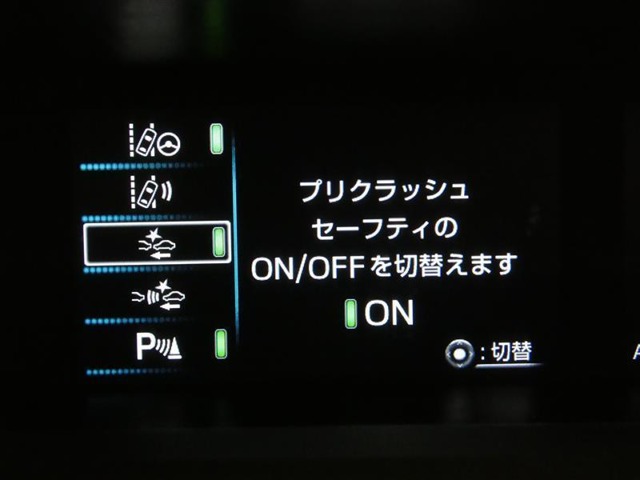 プリクラッシュ
セーフティの
ON/OFFを切替えます
ON
:切替
P